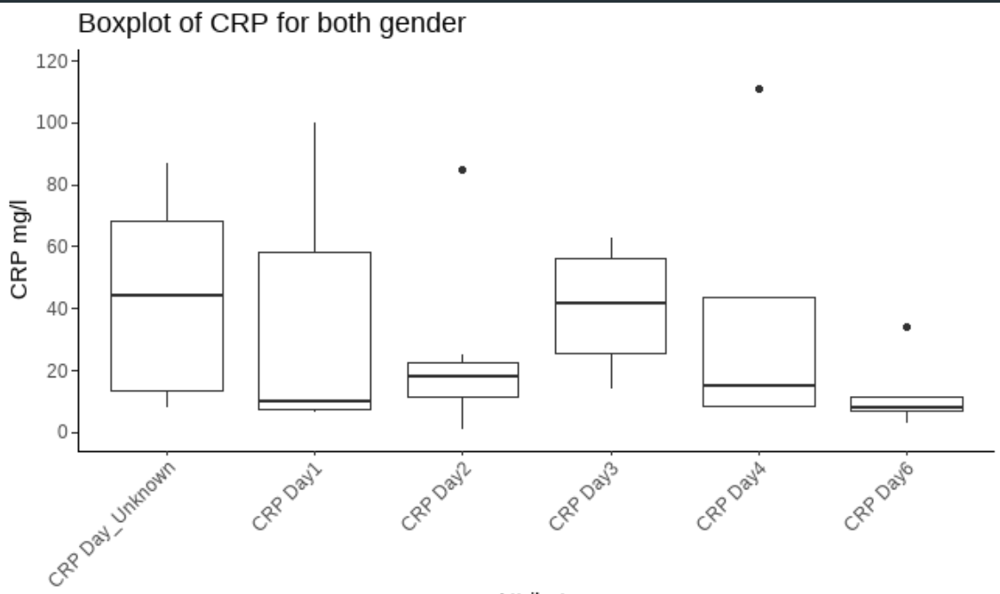 Boxplot of CRP for both gender
CRP mg/l
120
100
80
60
40
20
0
CRP Day_Unknown
CRP Day1
CRP Day2
CRP Day3
CRP Day4
CRP Day6